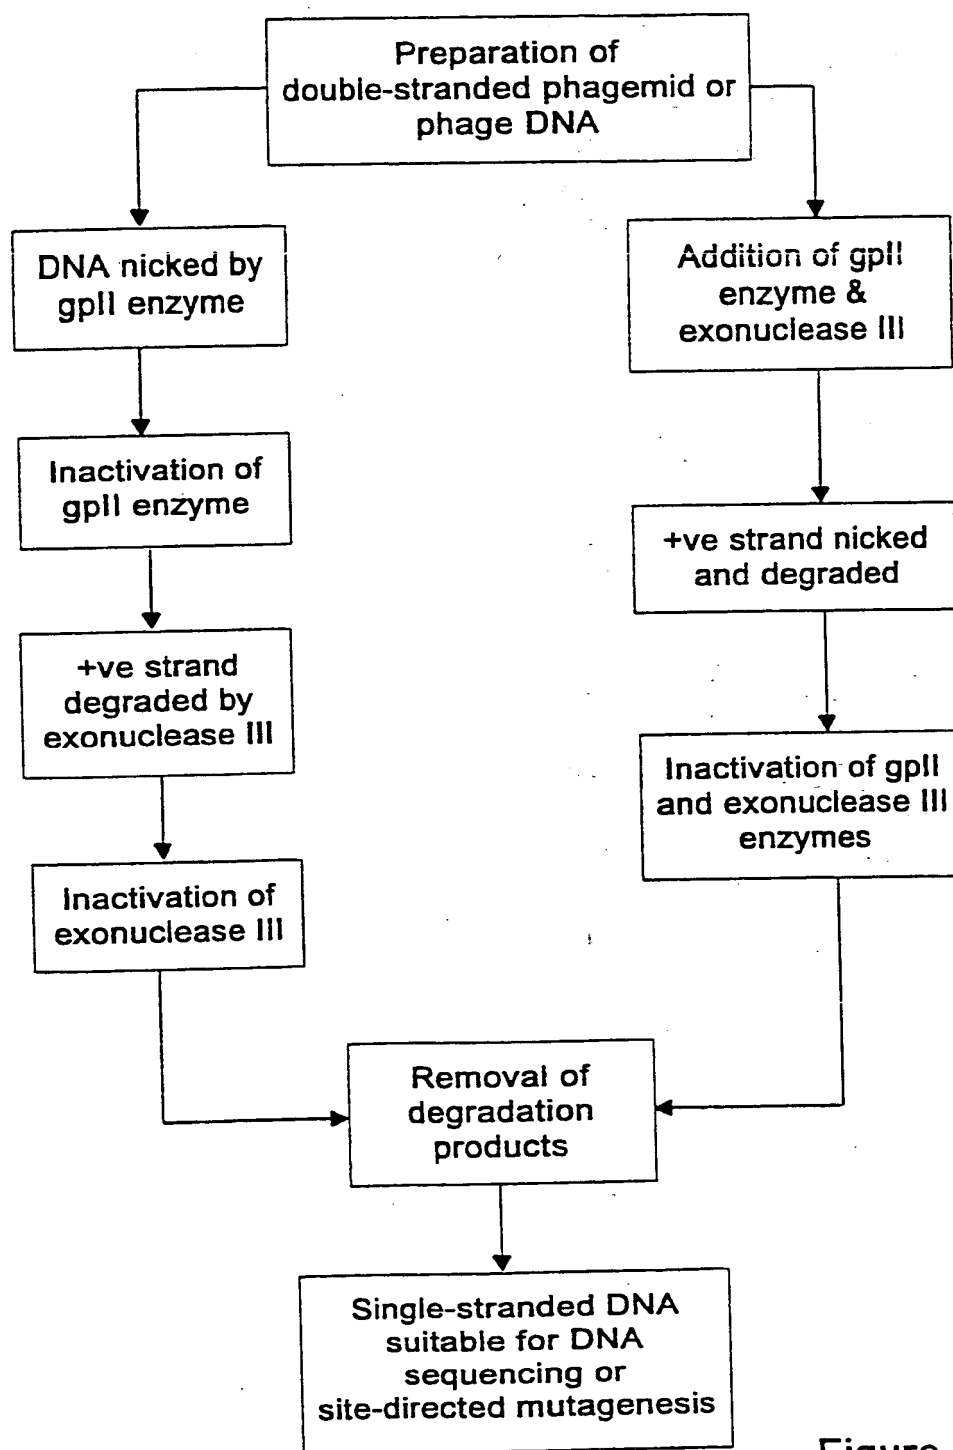 Preparation of
double-stranded phagemid or
phage DNA
DNA nicked by
gpII enzyme
Inactivation of
gpII enzyme
+ve strand
degraded by
exonuclease III
Inactivation of
exonuclease III
Addition of gpII
enzyme &
exonuclease III
+ve strand nicked
and degraded
Inactivation of gpII
and exonuclease III
enzymes
Removal of
degradation
products
Single-stranded DNA
suitable for DNA
sequencing or
site-directed mutagenesis
Figure